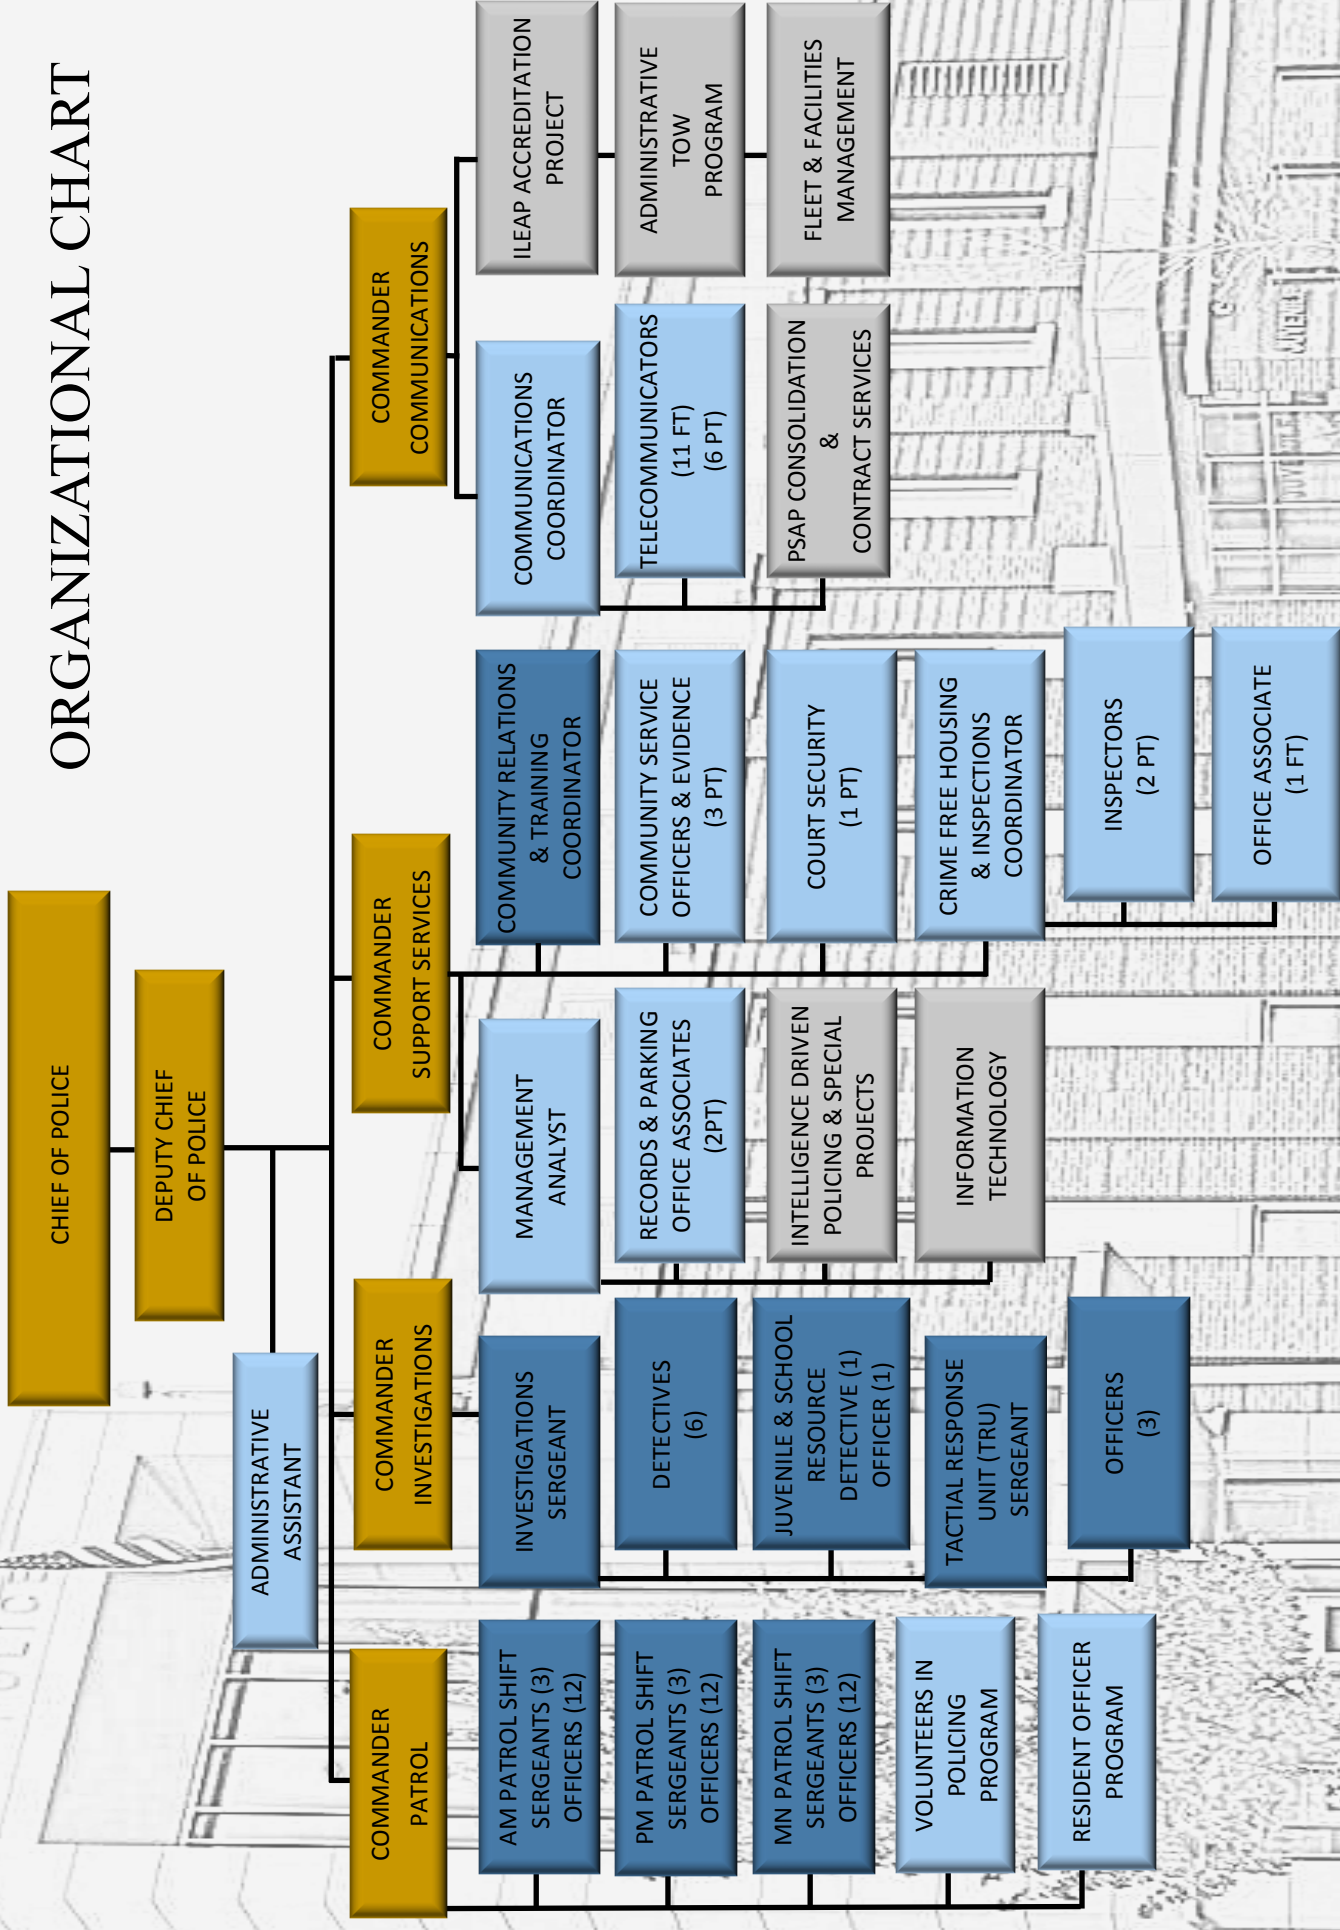 ORGANIZATIONAL CHART
CHIEF OF POLICE
DEPUTY CHIEF
OF POLICE
ADMINISTRATIVE
ASSISTANT
COMMANDER
PATROL
AM PATROL SHIFT
SERGEANTS (3)
OFFICERS (12)
PM PATROL SHIFT
SERGEANTS (3)
OFFICERS (12)
MN PATROL SHIFT
SERGEANTS (3)
OFFICERS (12)
VOLUNTEERS IN
POLICING
PROGRAM
RESIDENT OFFICER
PROGRAM
COMMANDER
INVESTIGATIONS
INVESTIGATIONS
SERGEANT
DETECTIVES
(6)
JUVENILE & SCHOOL
RESOURCE
DETECTIVE (1)
OFFICER (1)
TACTIAL RESPONSE
UNIT (TRU)
SERGEANT
OFFICERS
(3)
COMMANDER
SUPPORT SERVICES
MANAGEMENT
ANALYST
RECORDS & PARKING
OFFICE ASSOCIATES
(2PT)
INTELLIGENCE DRIVEN
POLICING & SPECIAL
PROJECTS
INFORMATION
TECHNOLOGY
COMMUNITY RELATIONS
& TRAINING
COORDINATOR
COMMUNITY SERVICE
OFFICERS & EVIDENCE
(3 PT)
COURT SECURITY
(1 PT)
CRIME FREE HOUSING
& INSPECTIONS
COORDINATOR
INSPECTORS
(2 PT)
OFFICE ASSOCIATE
(1 FT)
COMMANDER
COMMUNICATIONS
COMMUNICATIONS
COORDINATOR
TELECOMMUNICATORS
(11 FT)
(6 PT)
PSAP CONSOLIDATION
&
CONTRACT SERVICES
ILEAP ACCREDITATION
PROJECT
ADMINISTRATIVE
TOW
PROGRAM
FLEET & FACILITIES
MANAGEMENT